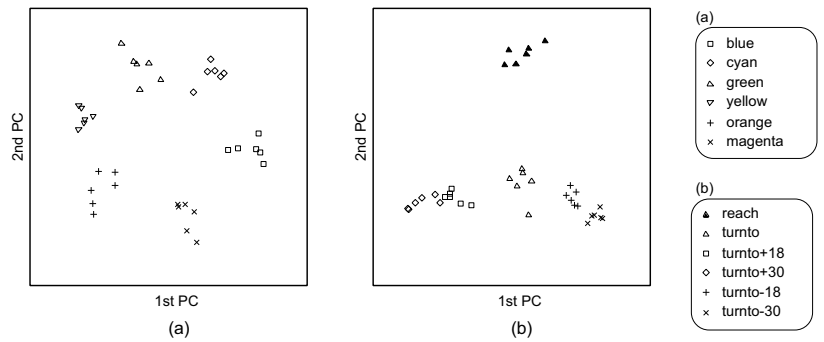 2nd PC
1st PC
(a)
2nd PC
1st PC
(b)
(a)
blue
cyan
green
yellow
orange
magenta
(b)
reach
turnto
turnto+18
turnto+30
turnto-18
turnto-30